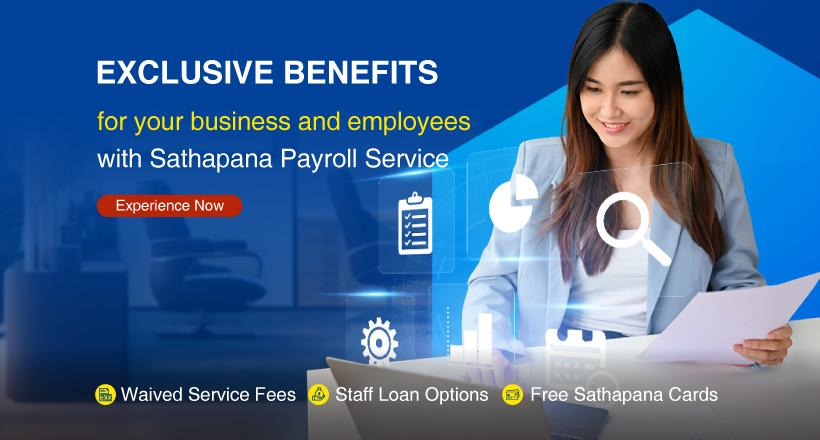 EXCLUSIVE BENEFITS
for your business and employees
with Sathapana Payroll Service
Experience Now
Waived Service Fees
Staff Loan Options
Free Sathapana Cards